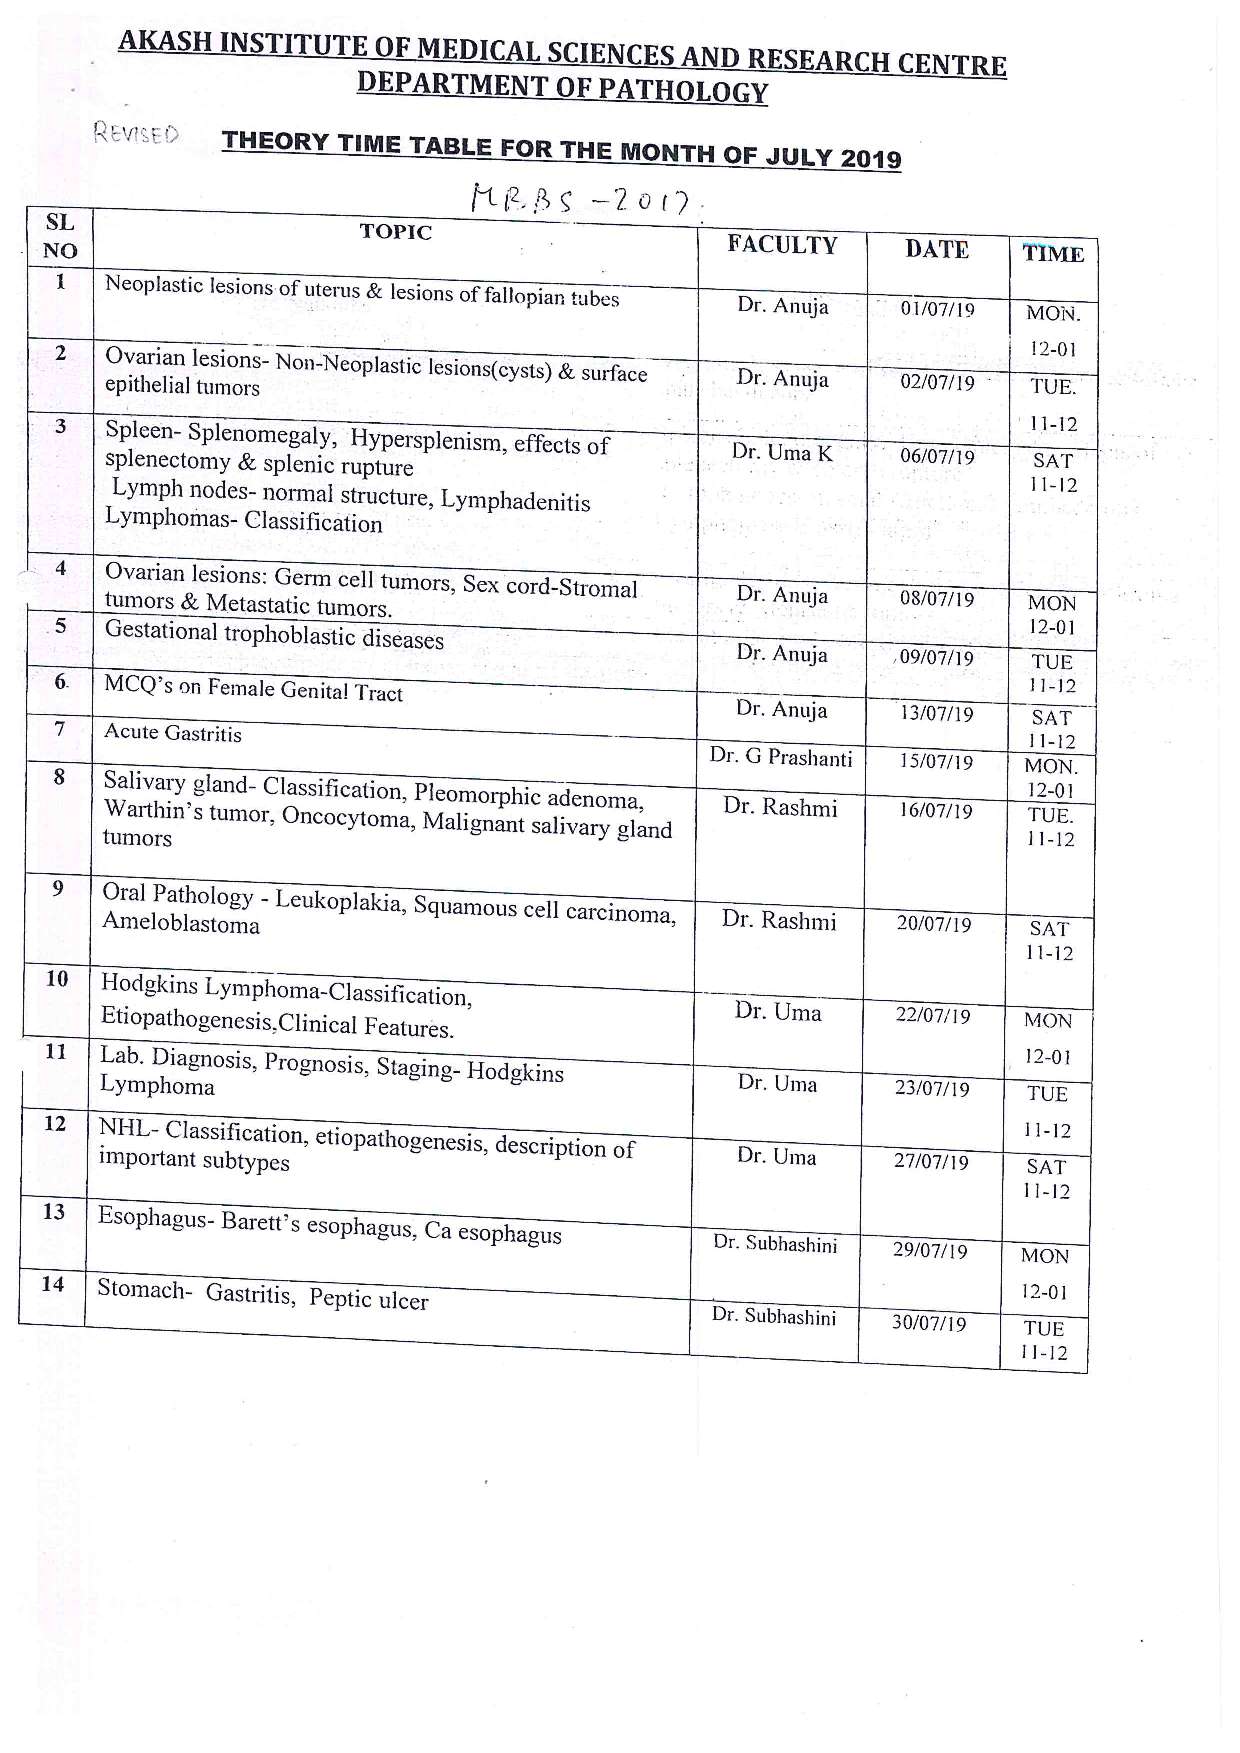 AKASH INSTITUTE OF MEDICAL SCIENCES AND RESEARCH CENTRE
DEPARTMENT OF PATHOLOGY
REVISED THEORY TIME TABLE FOR THE MONTH OF JULY 2019
MBBS -2017.
SL NO TOPIC FACULTY DATE TIME
1 Neoplastic lesions of uterus & lesions of fallopian tubes Dr. Anuja 01/07/19 MON.
12-01
2 Ovarian lesions- Non-Neoplastic lesions(cysts) & surface Dr. Anuja 02/07/19 TUE.
epithelial tumors 11-12
3 Spleen- Splenomegaly, Hypersplenism, effects of Dr. Uma K 06/07/19 SAT
splenectomy & splenic rupture 11-12
Lymph nodes- normal structure, Lymphadenitis
Lymphomas- Classification
4 Ovarian lesions: Germ cell tumors, Sex cord-Stromal Dr. Anuja 08/07/19 MON
tumors & Metastatic tumors. 12-01
5 Gestational trophoblastic diseases Dr. Anuja 09/07/19 TUE
11-12
6. MCQ's on Female Genital Tract Dr. Anuja 13/07/19 SAT
11-12
7 Acute Gastritis Dr. G Prashanti 15/07/19 MON.
12-01
8 Salivary gland- Classification, Pleomorphic adenoma, Dr. Rashmi 16/07/19 TUE.
Warthin's tumor, Oncocytoma, Malignant salivary gland 11-12
tumors
9 Oral Pathology - Leukoplakia, Squamous cell carcinoma, Dr. Rashmi 20/07/19 SAT
Ameloblastoma 11-12
10 Hodgkins Lymphoma-Classification, Dr. Uma 22/07/19 MON
Etiopathogenesis,Clinical Features. 12-01
11 Lab. Diagnosis, Prognosis, Staging- Hodgkins Dr. Uma 23/07/19 TUE
Lymphoma 11-12
12 NHL- Classification, etiopathogenesis, description of Dr. Uma 27/07/19 SAT
important subtypes 11-12
13 Esophagus- Barett's esophagus, Ca esophagus Dr. Subhashini 29/07/19 MON
12-01
14 Stomach- Gastritis, Peptic ulcer Dr. Subhashini 30/07/19 TUE
11-12